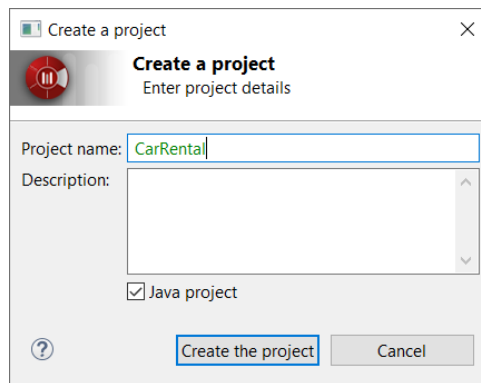 Create a project
Create a project
Enter project details
Project name: CarRental
Description:
Java project
? Create the project Cancel